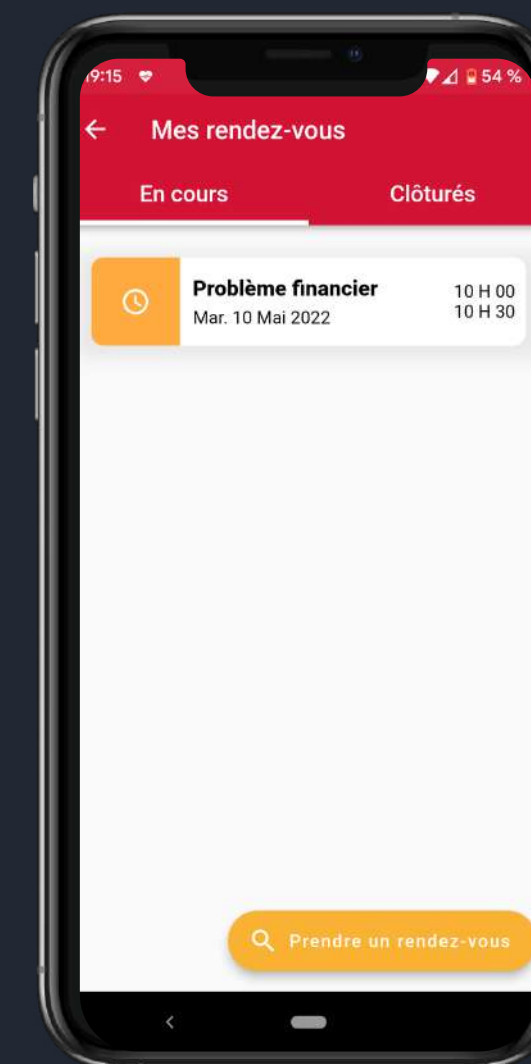 19:15
54 %
Mes rendez-vous
En cours
Clôturés
Problème financier
10 H 00
Mar. 10 Mai 2022
10 H 30
Prendre un rendez-vous